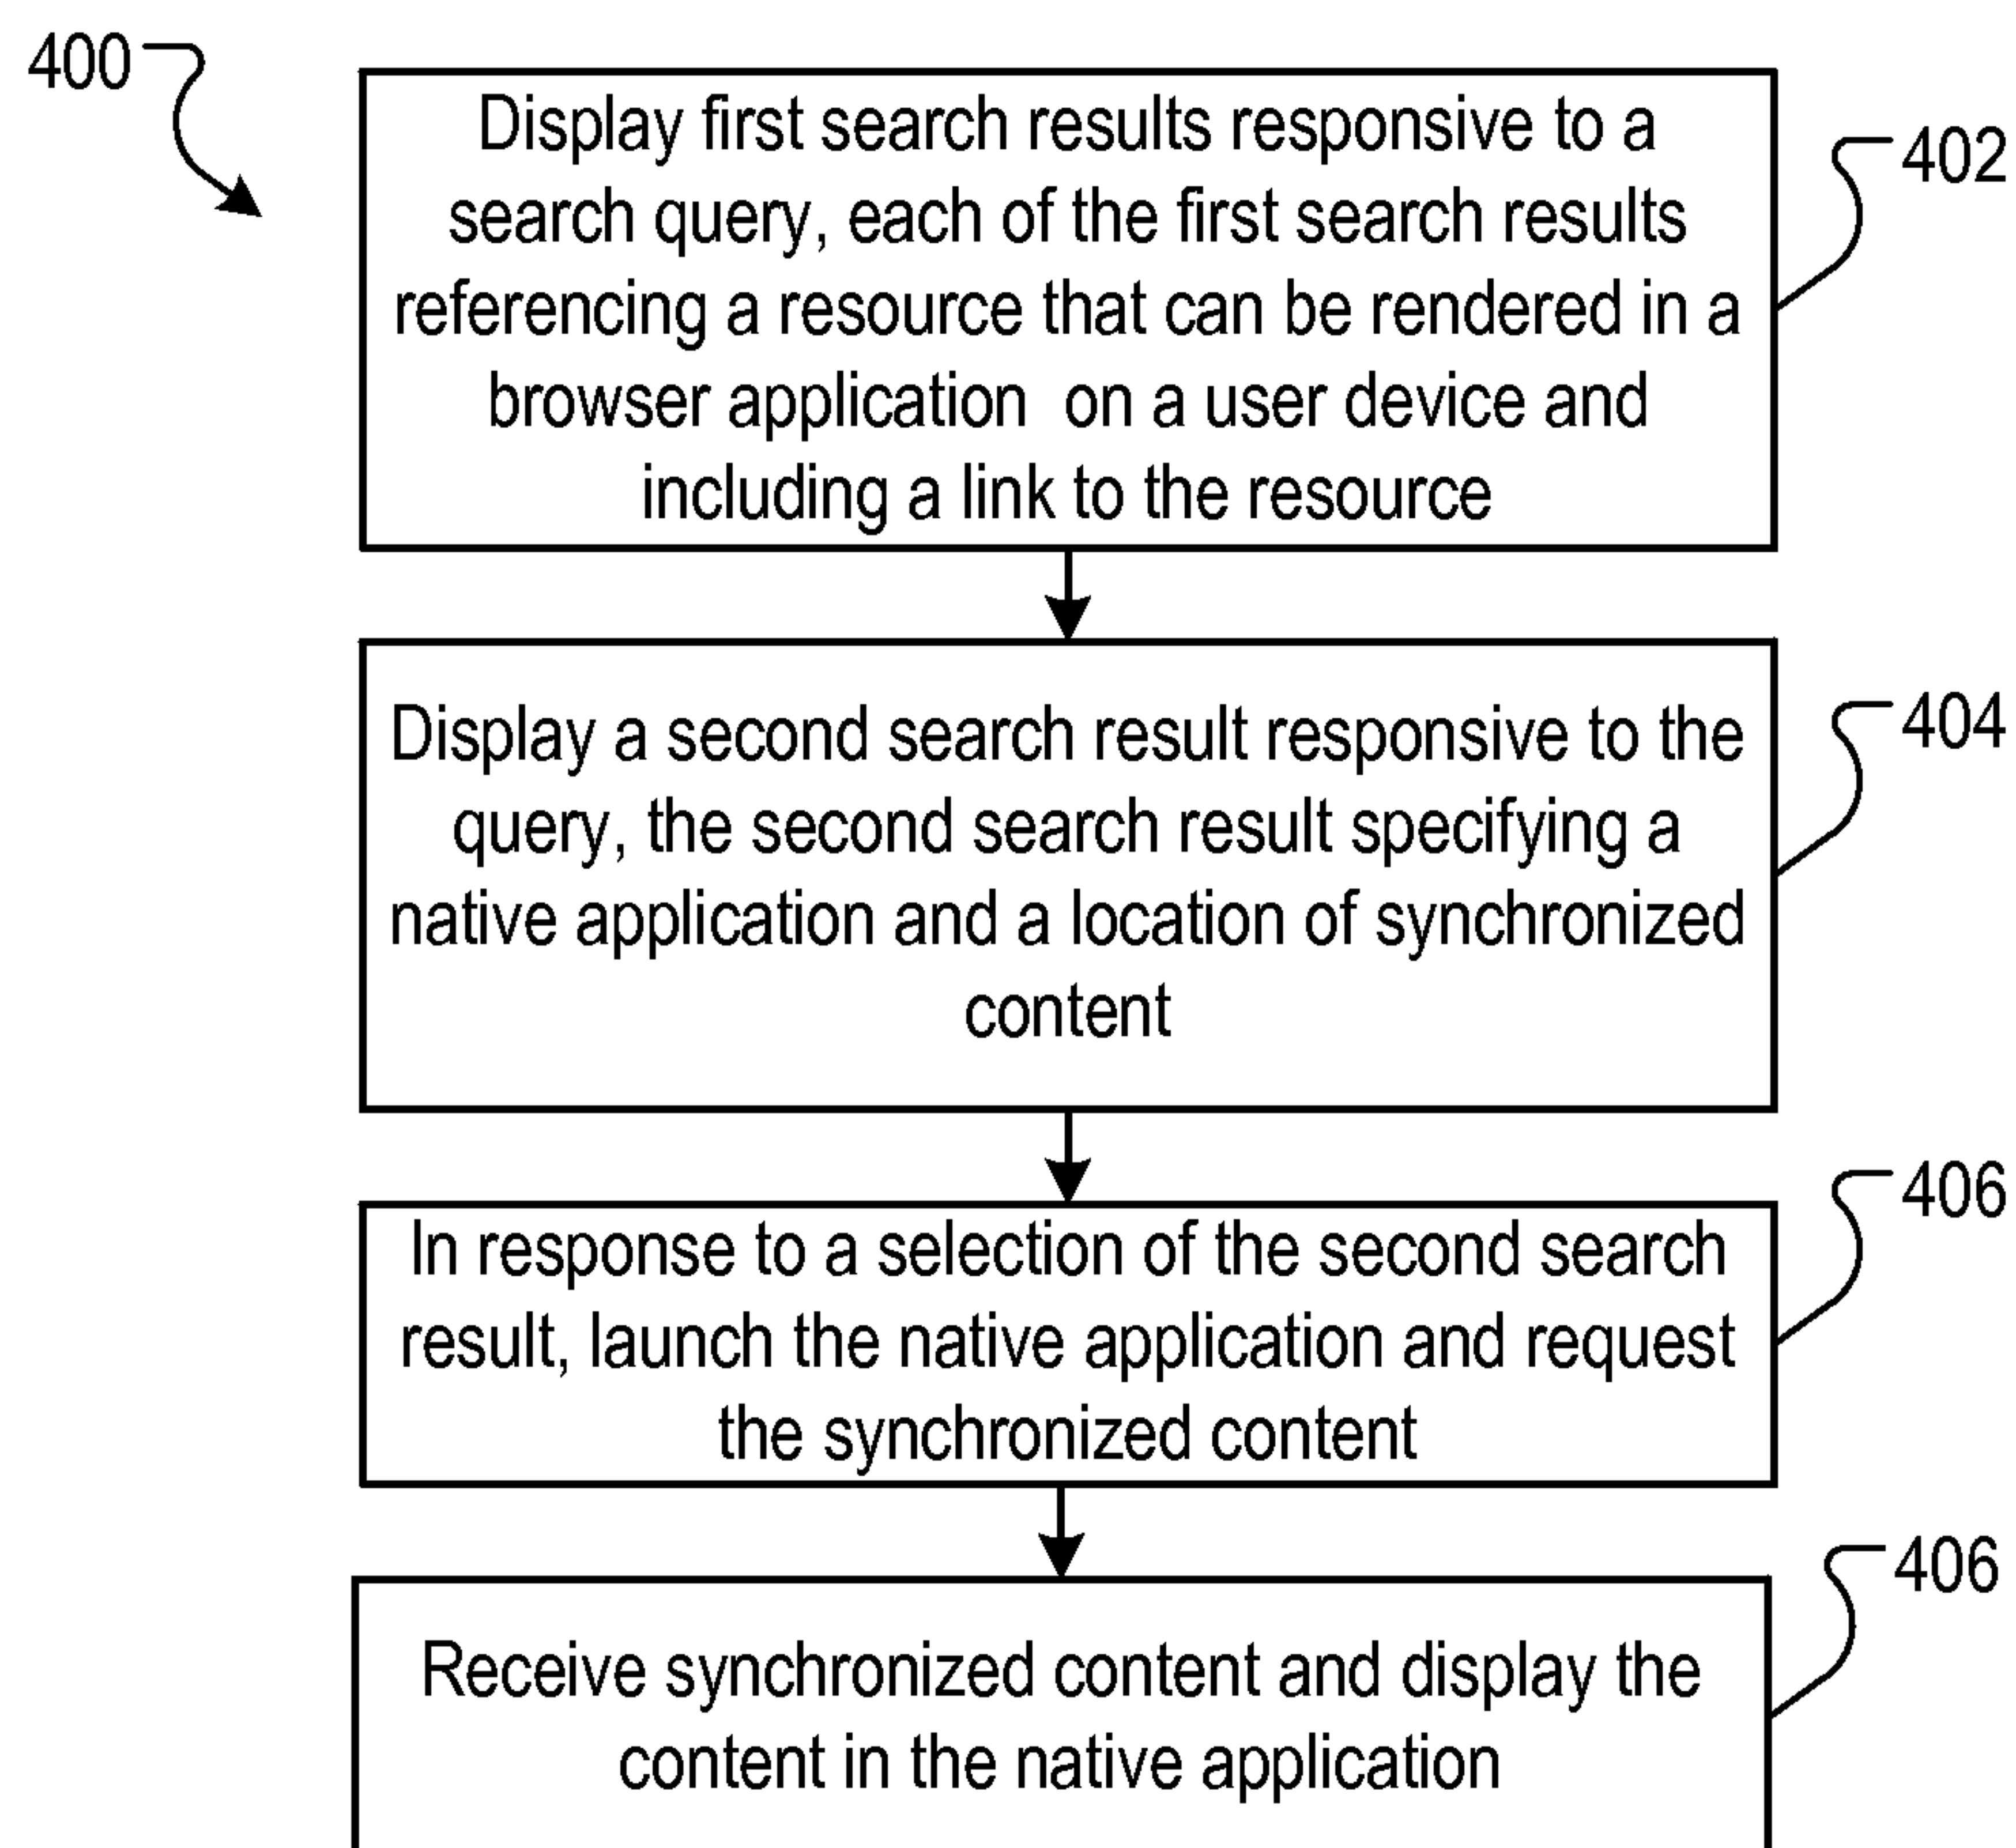 400
Display first search results responsive to a
search query, each of the first search results
referencing a resource that can be rendered in a
browser application on a user device and
including a link to the resource
402
Display a second search result responsive to the
query, the second search result specifying a
native application and a location of synchronized
content
404
In response to a selection of the second search
result, launch the native application and request
the synchronized content
406
Receive synchronized content and display the
content in the native application
406